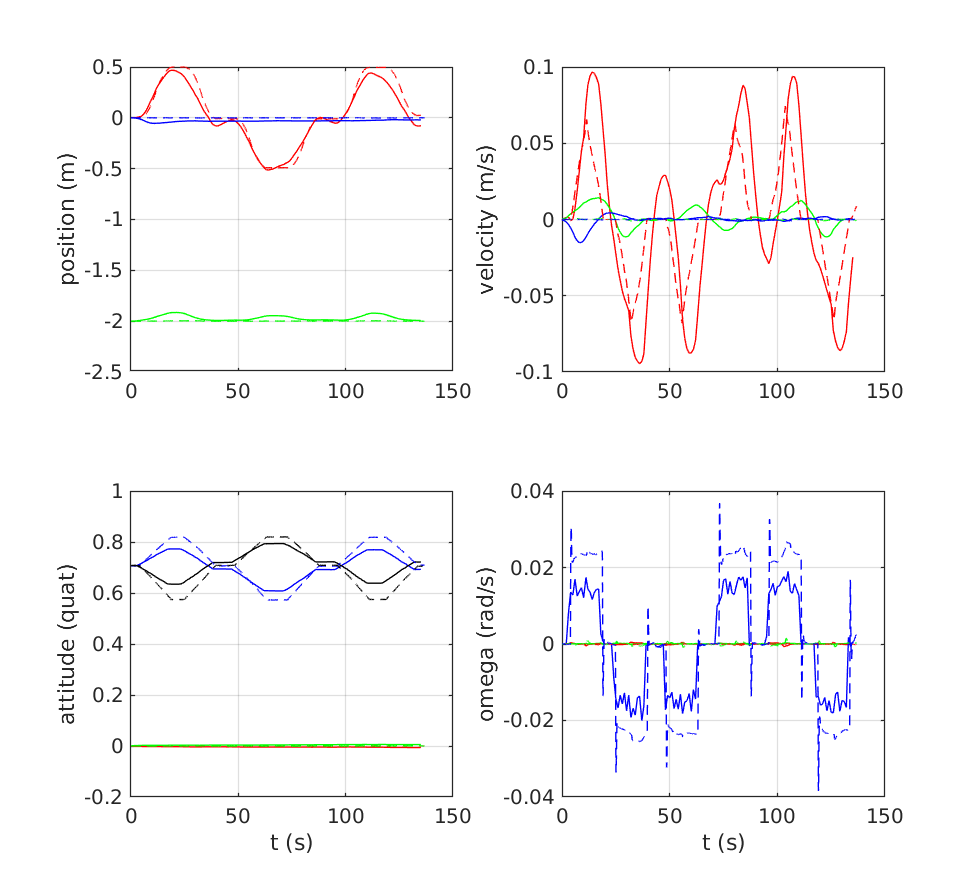 0.5
0
-0.5
-1
-1.5
-2
-2.5
position (m)
0 50 100 150
0.1
0.05
0
-0.05
-0.1
velocity (m/s)
0 50 100 150
1
0.8
0.6
0.4
0.2
0
-0.2
attitude (quat)
0 50 100 150
t (s)
0.04
0.02
0
-0.02
-0.04
omega (rad/s)
0 50 100 150
t (s)